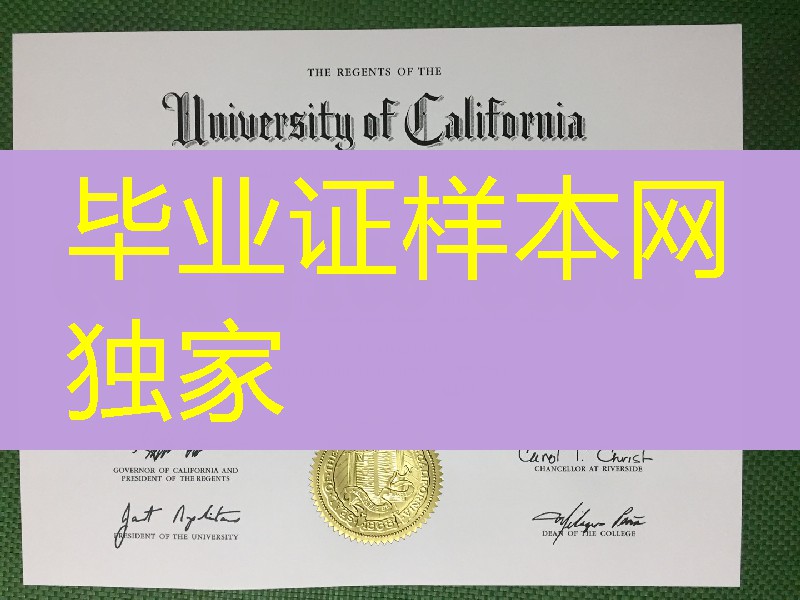 THE REGENTS OF THE
University of California
毕业证样本网
独家
GOVERNOR OF CALIFORNIA AND
PRESIDENT OF THE REGENTS
Carol T. Christ
CHANCELLOR AT RIVERSIDE
PRESIDENT OF THE UNIVERSITY
DEAN OF THE COLLEGE